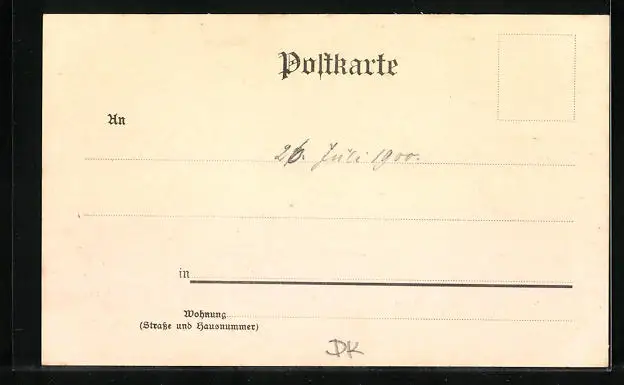 Postkarte
An
26. Juli 1900.
in
Wohnung
(Straße und Hausnummer)
DK